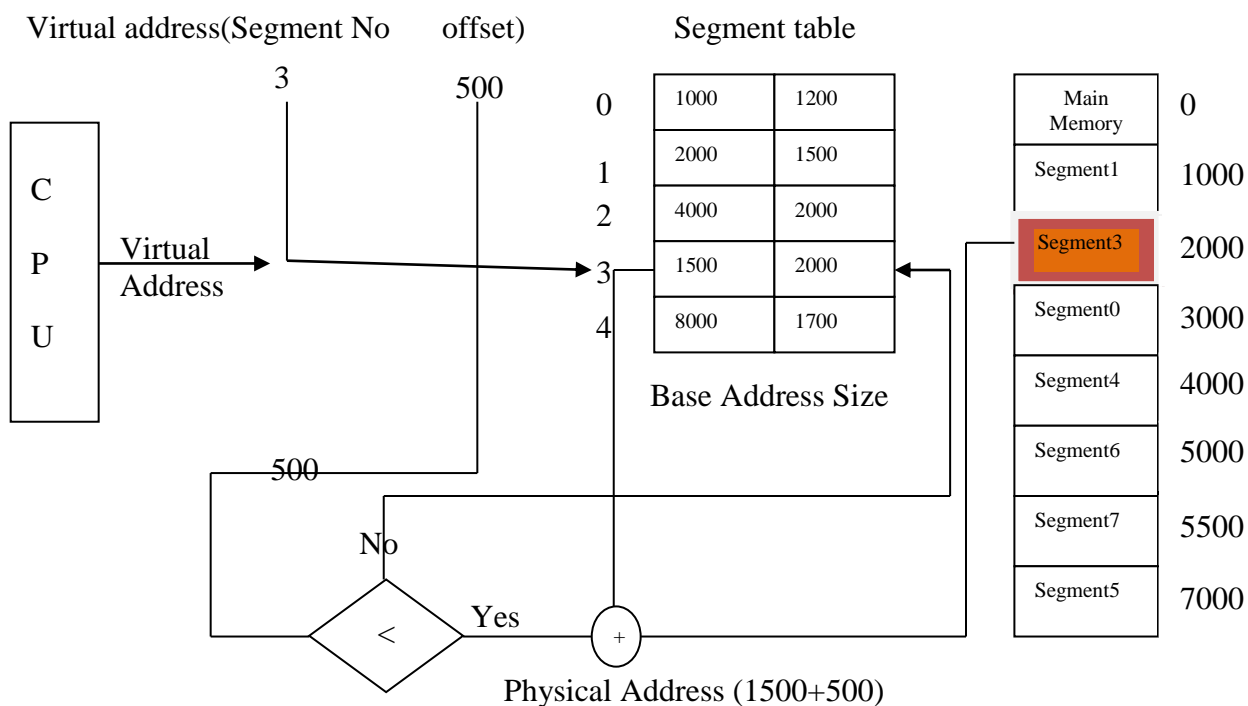 Virtual address(Segment No offset)
Segment table
3
500
C
P
U
Virtual
Address
0
1000 1200
1
2000 1500
2
4000 2000
3
1500 2000
4
8000 1700
Base Address Size
Main
Memory
0
Segment1 1000
Segment3 2000
Segment0 3000
Segment4 4000
Segment6 5000
Segment7 5500
Segment5 7000
500
No
<
Yes
+
Physical Address (1500+500)